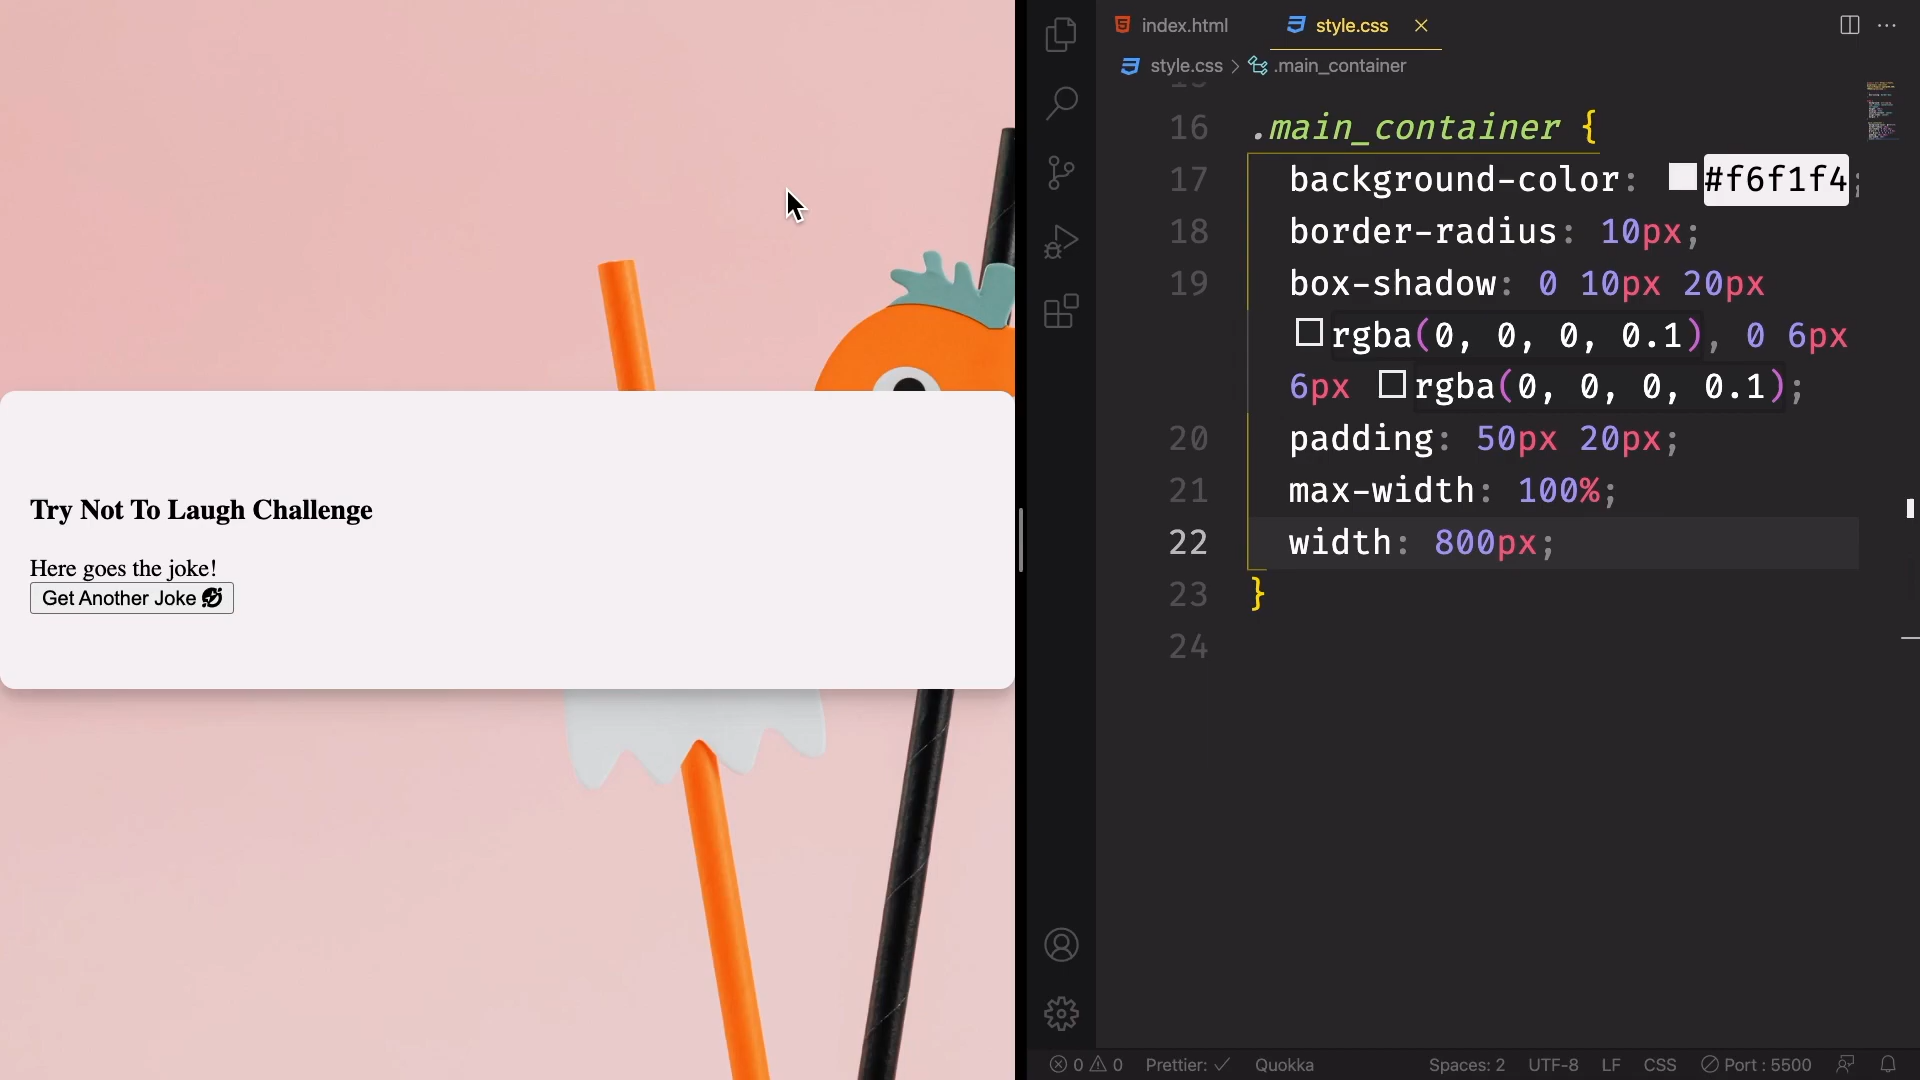 Try Not To Laugh Challenge
Here goes the joke!
Get Another Joke 🤣
index.html
style.css
style.css > .main_container
16 .main_container {
17 background-color: #f6f1f4;
18 border-radius: 10px;
19 box-shadow: 0 10px 20px
rgba(0, 0, 0, 0.1), 0 6px
6px rgba(0, 0, 0, 0.1);
20 padding: 50px 20px;
21 max-width: 100%;
22 width: 800px;
23 }
24
0 0 Prettier: ✓ Quokka Spaces: 2 UTF-8 LF CSS Port : 5500